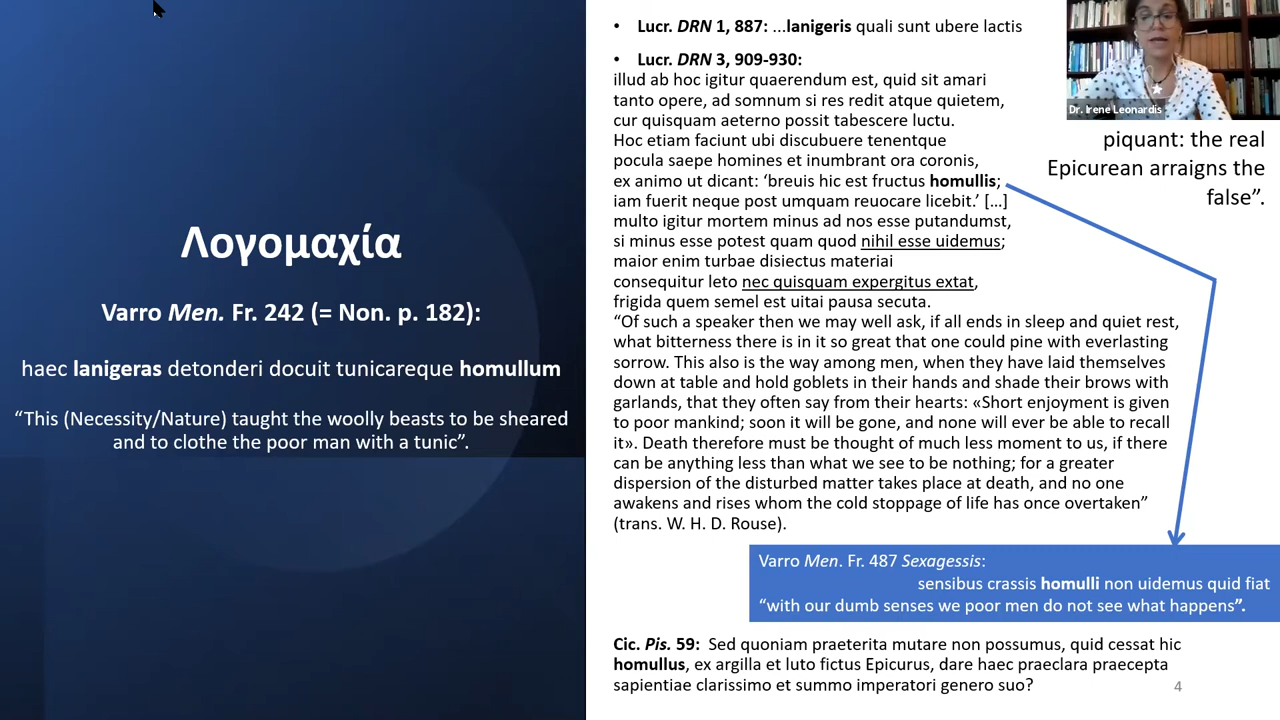 Λογομαχία
Varro Men. Fr. 242 (= Non. p. 182):
haec lanigeras detonderi docuit tunicareque homullum
“This (Necessity/Nature) taught the woolly beasts to be sheared
and to clothe the poor man with a tunic”.
• Lucr. DRN 1, 887: ...lanigeris quali sunt ubere lactis
• Lucr. DRN 3, 909-930:
illud ab hoc igitur quaerendum est, quid sit amari
tanto opere, ad somnum si res redit atque quietem,
cur quisquam aeterno possit tabescere luctu.
Hoc etiam faciunt ubi discubuere tenentque
pocula saepe homines et inumbrant ora coronis,
ex animo ut dicant: ‘breuis hic est fructus homullis;
iam fuerit neque post umquam reuocare licebit.’ [...]
multo igitur mortem minus ad nos esse putandumst,
si minus esse potest quam quod nihil esse uidemus;
maior enim turbae disiectus materiai
consequitur leto nec quisquam expergitus extat,
frigida quem semel est uitai pausa secuta.
“Of such a speaker then we may well ask, if all ends in sleep and quiet rest,
what bitterness there is in it so great that one could pine with everlasting
sorrow. This also is the way among men, when they have laid themselves
down at table and hold goblets in their hands and shade their brows with
garlands, that they often say from their hearts: «Short enjoyment is given
to poor mankind; soon it will be gone, and none will ever be able to recall
it». Death therefore must be thought of much less moment to us, if there
can be anything less than what we see to be nothing; for a greater
dispersion of the disturbed matter takes place at death, and no one
awakens and rises whom the cold stoppage of life has once overtaken”
(trans. W. H. D. Rouse).
Dr. Irene Leonardis
piquant: the real
Epicurean arraigns the
false”.
Varro Men. Fr. 487 Sexagessis:
sensibus crassis homulli non uidemus quid fiat
“with our dumb senses we poor men do not see what happens”.
Cic. Pis. 59: Sed quoniam praeterita mutare non possumus, quid cessat hic
homullus, ex argilla et luto fictus Epicurus, dare haec praeclara praecepta
sapientiae clarissimo et summo imperatori genero suo?
4